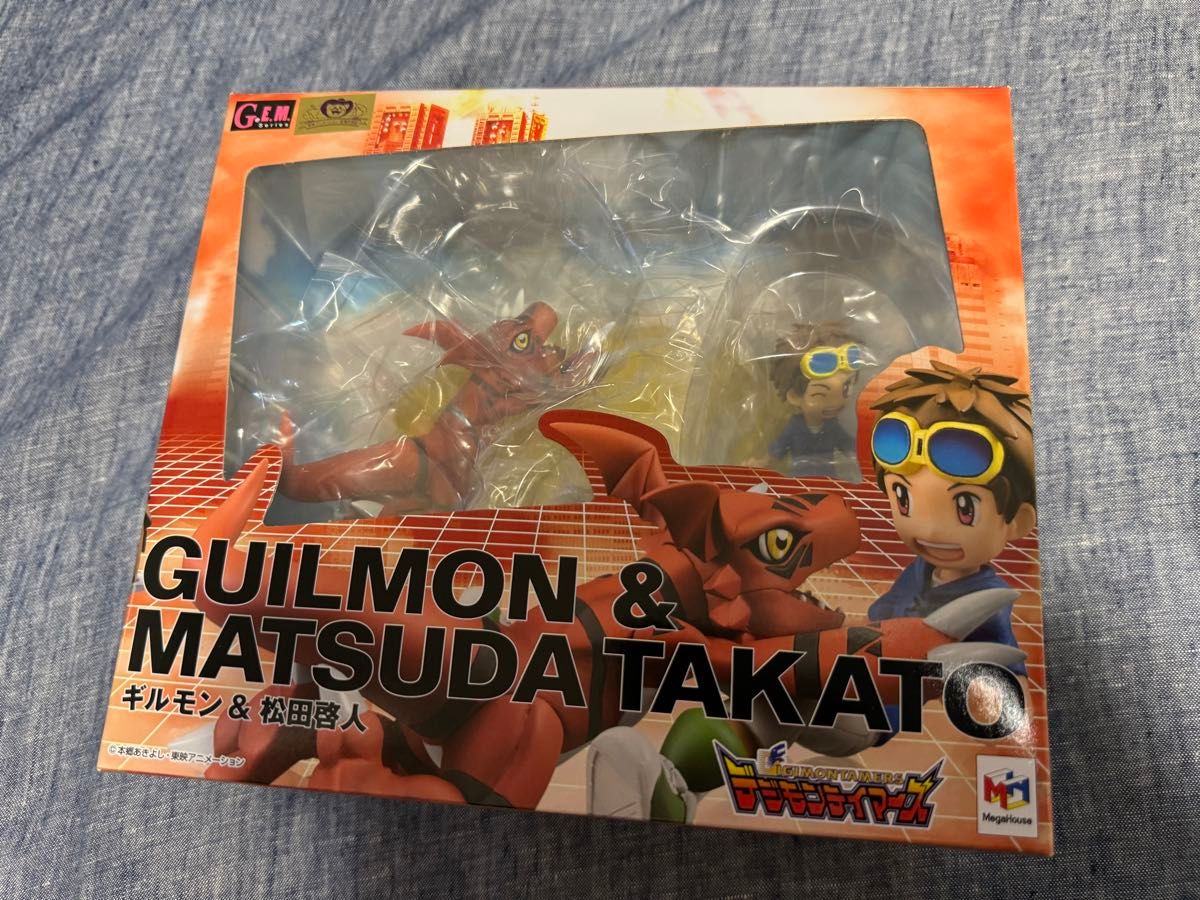 G.E.M.
Series
GUILMON &
MATSUDA TAKATO
ギルモン & 松田啓人
©本郷あきよし・東映アニメーション
DIGIMONTAMERS
デジモンテイマーズ
MegaHouse